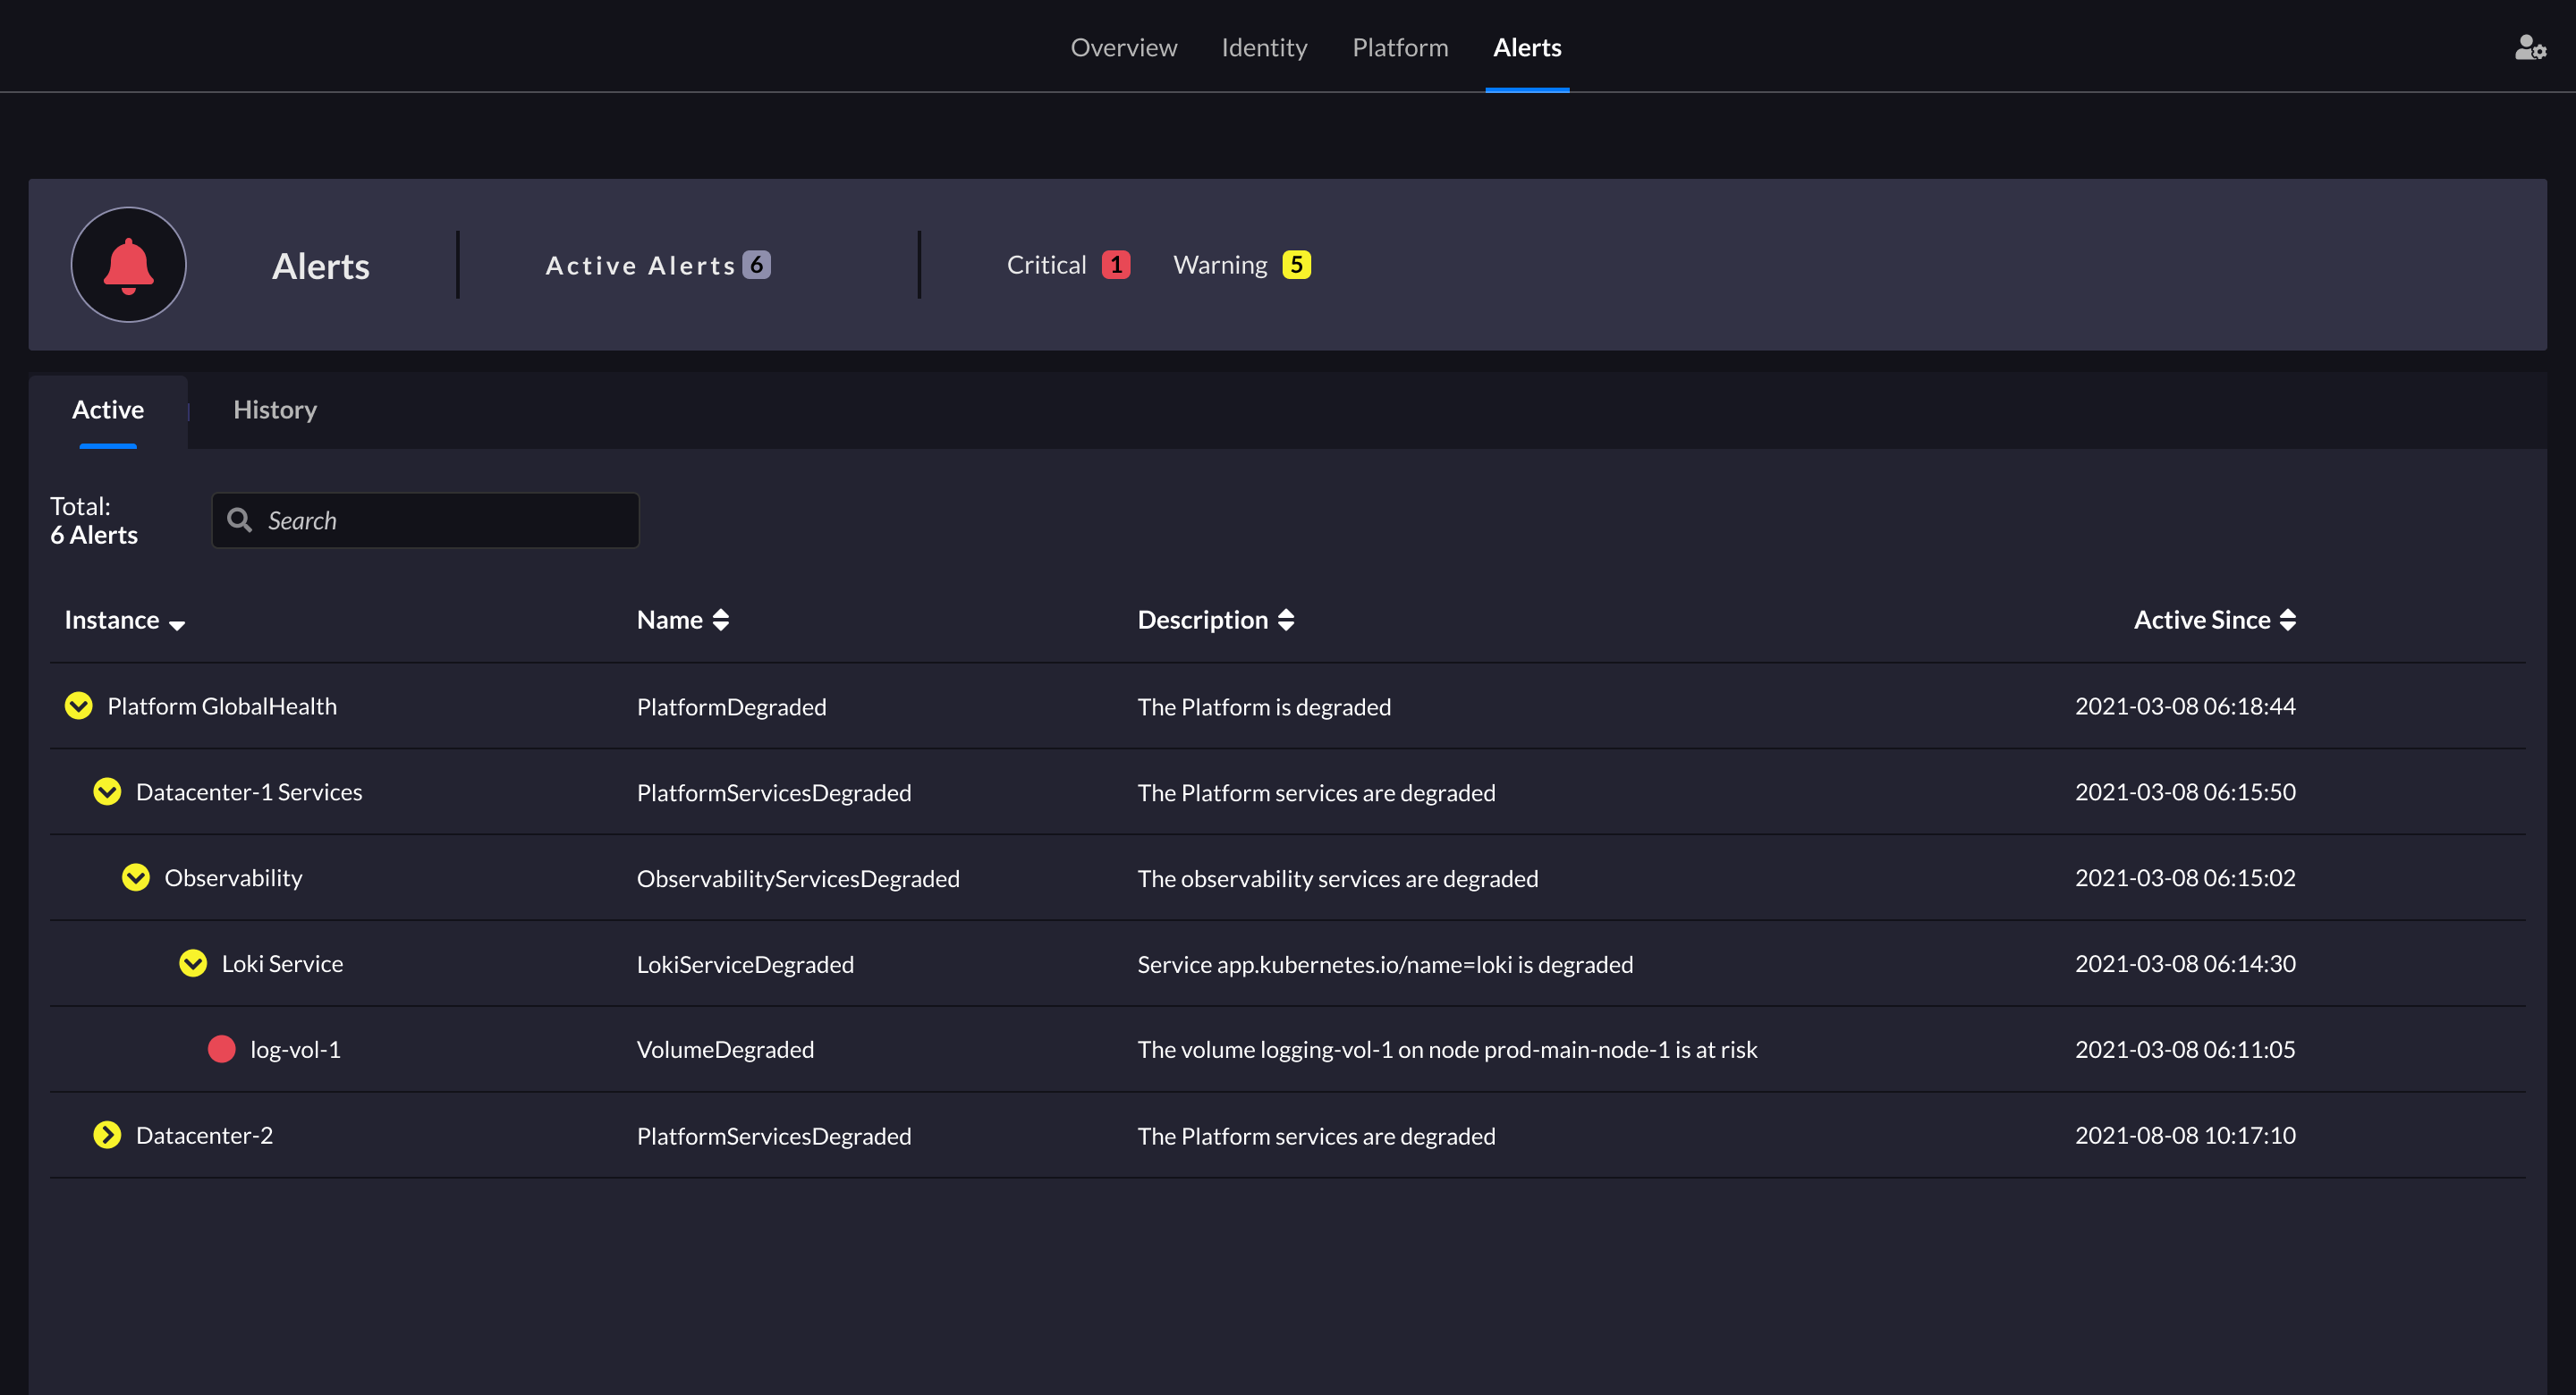 Overview Identity Platform Alerts
Alerts Active Alerts 6 Critical 1 Warning 5
Active History
Total:
6 Alerts
Search
Instance Name Description Active Since
Platform GlobalHealth PlatformDegraded The Platform is degraded 2021-03-08 06:18:44
Datacenter-1 Services PlatformServicesDegraded The Platform services are degraded 2021-03-08 06:15:50
Observability ObservabilityServicesDegraded The observability services are degraded 2021-03-08 06:15:02
Loki Service LokiServiceDegraded Service app.kubernetes.io/name=loki is degraded 2021-03-08 06:14:30
log-vol-1 VolumeDegraded The volume logging-vol-1 on node prod-main-node-1 is at risk 2021-03-08 06:11:05
Datacenter-2 PlatformServicesDegraded The Platform services are degraded 2021-08-08 10:17:10